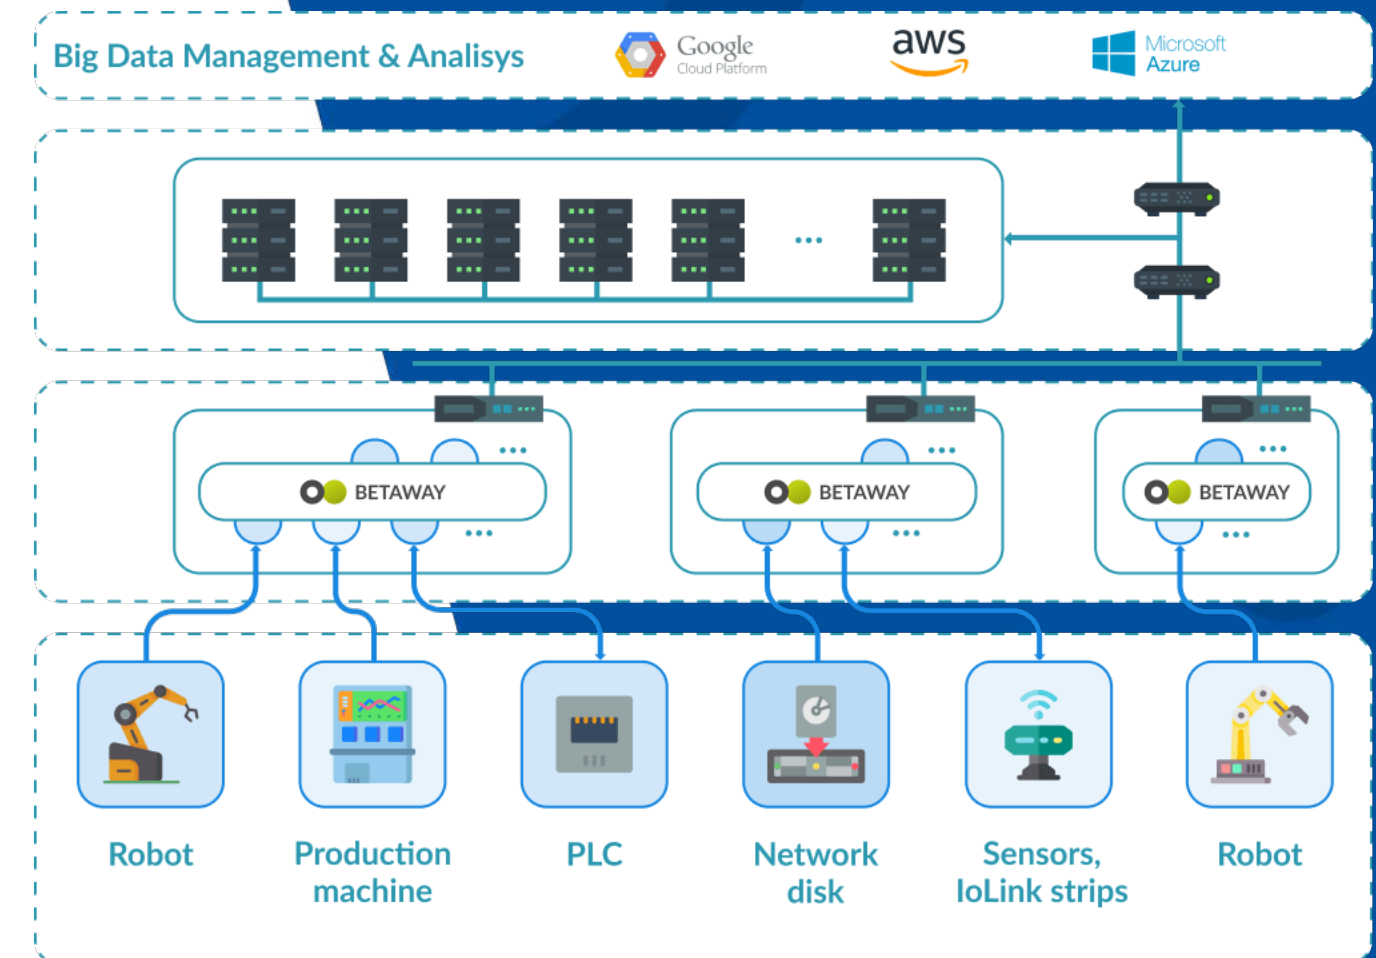 Big Data Management & Analisys
Google
Cloud Platform
aws
Microsoft
Azure
BETAWAY
BETAWAY
BETAWAY
Robot
Production
machine
PLC
Network
disk
Sensors,
IoLink strips
Robot